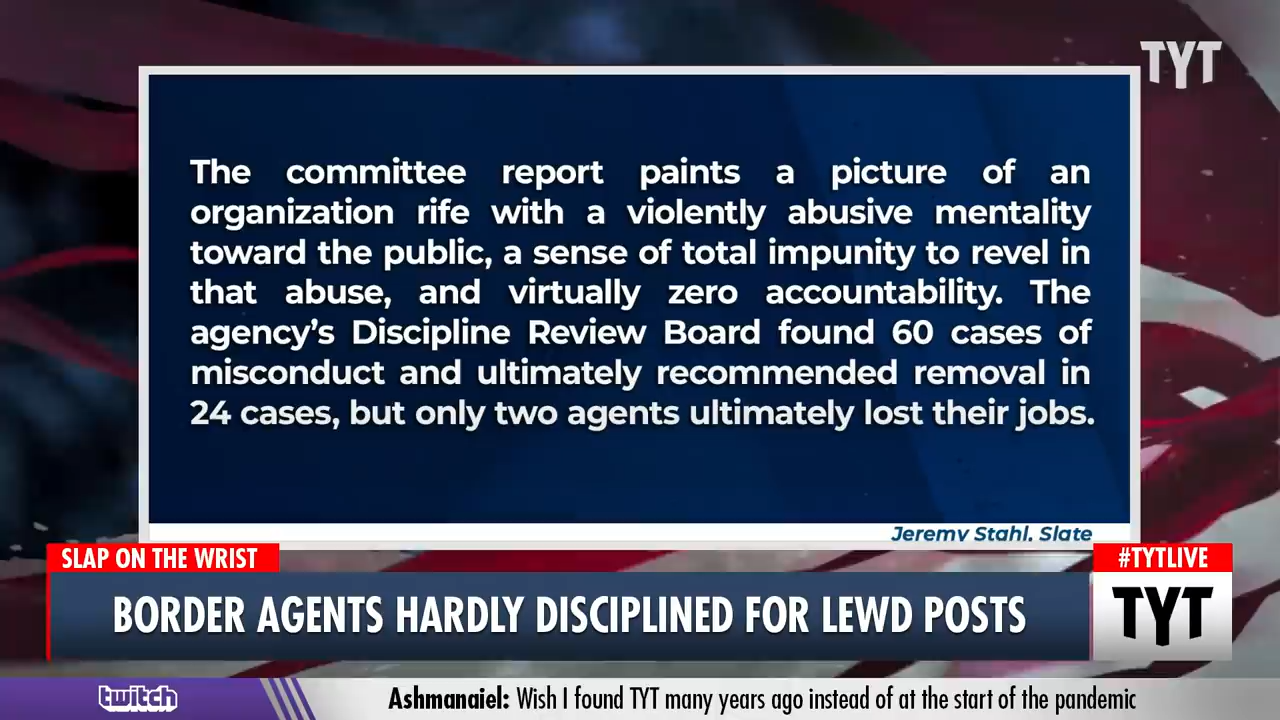 TYT
The committee report paints a picture of an
organization rife with a violently abusive mentality
toward the public, a sense of total impunity to revel in
that abuse, and virtually zero accountability. The
agency's Discipline Review Board found 60 cases of
misconduct and ultimately recommended removal in
24 cases, but only two agents ultimately lost their jobs.
Jeremy Stahl, Slate
SLAP ON THE WRIST
#TYTLIVE
BORDER AGENTS HARDLY DISCIPLINED FOR LEWD POSTS
TYT
twitch
Ashmanaiel: Wish I found TYT many years ago instead of at the start of the pandemic